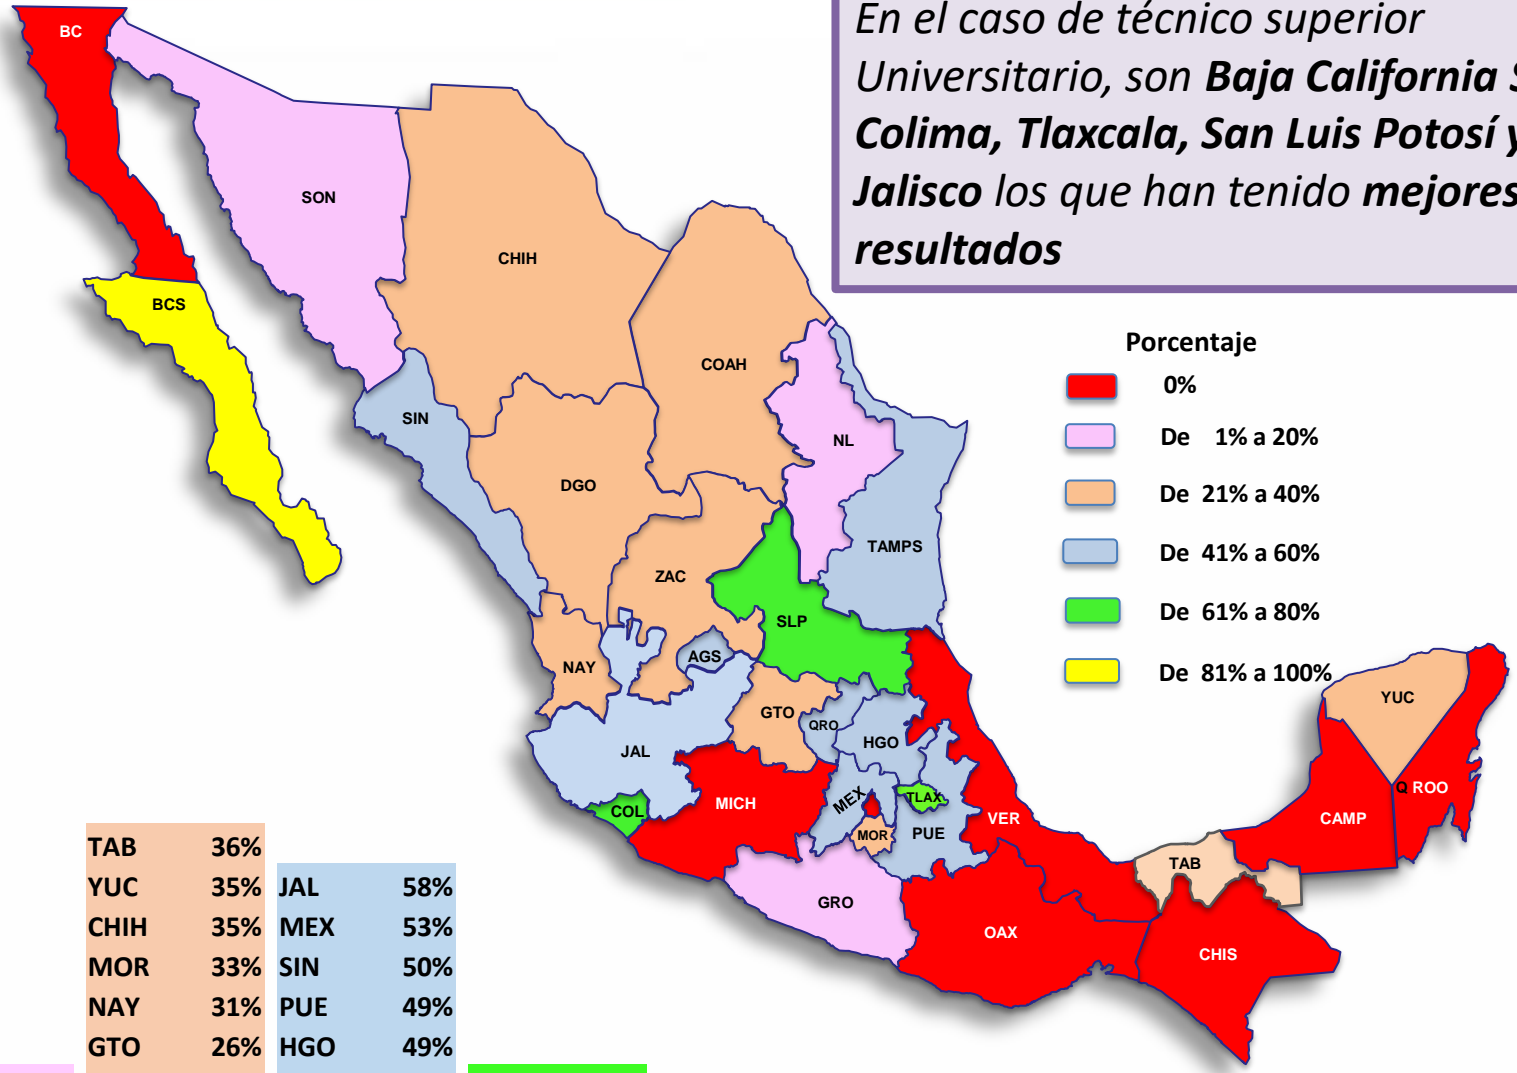 En el caso de técnico superior
Universitario, son Baja California S
Colima, Tlaxcala, San Luis Potosí y
Jalisco los que han tenido mejores
resultados
BC
SON
CHIH
BCS
COAH
SIN
NL
DGO
TAMPS
ZAC
SLP
NAY
AGS
GTO
QRO
HGO
JAL
MEX
TLAX
COL
MICH
MOR
PUE
VER
GRO
OAX
TAB
CHIS
CAMP
YUC
Q ROO
Porcentaje
0%
De 1% a 20%
De 21% a 40%
De 41% a 60%
De 61% a 80%
De 81% a 100%
TAB 36%
YUC 35% JAL 58%
CHIH 35% MEX 53%
MOR 33% SIN 50%
NAY 31% PUE 49%
GTO 26% HGO 49%